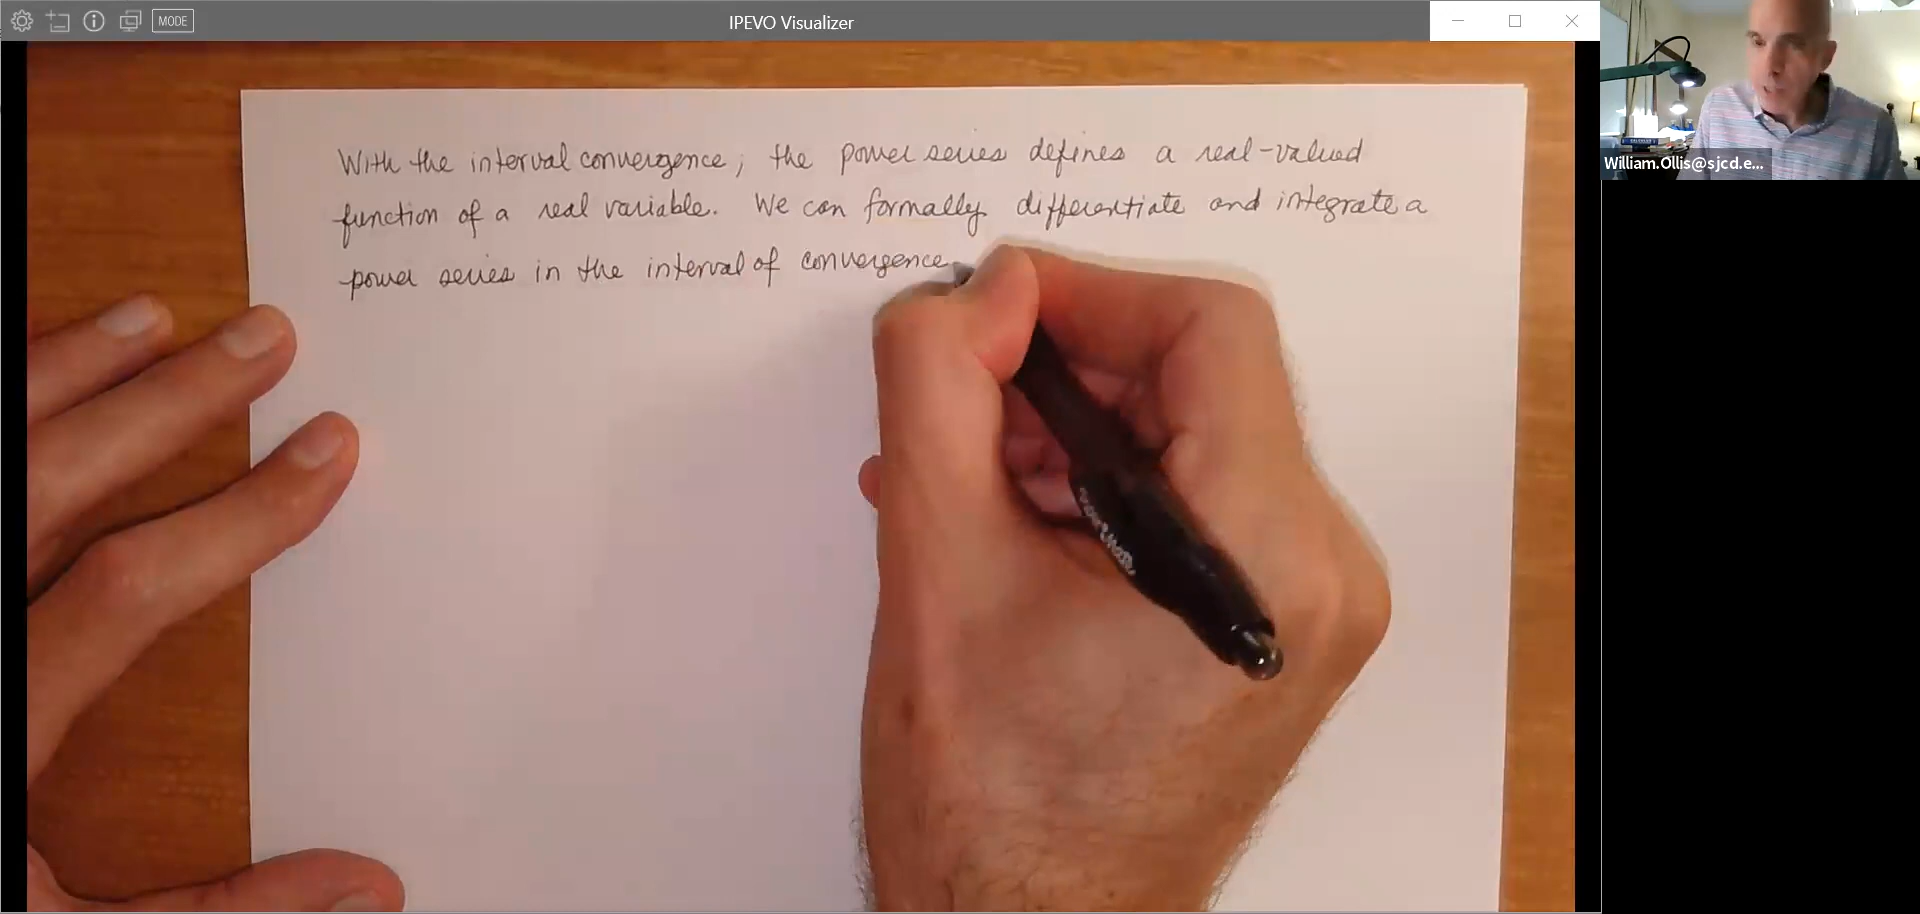 MODE
IPEVO Visualizer
With the interval convergence, the power series defines a real-valued
function of a real variable. We can formally differentiate and integrate a
power series in the interval of convergence.
William.Ollis@sjcd.e...